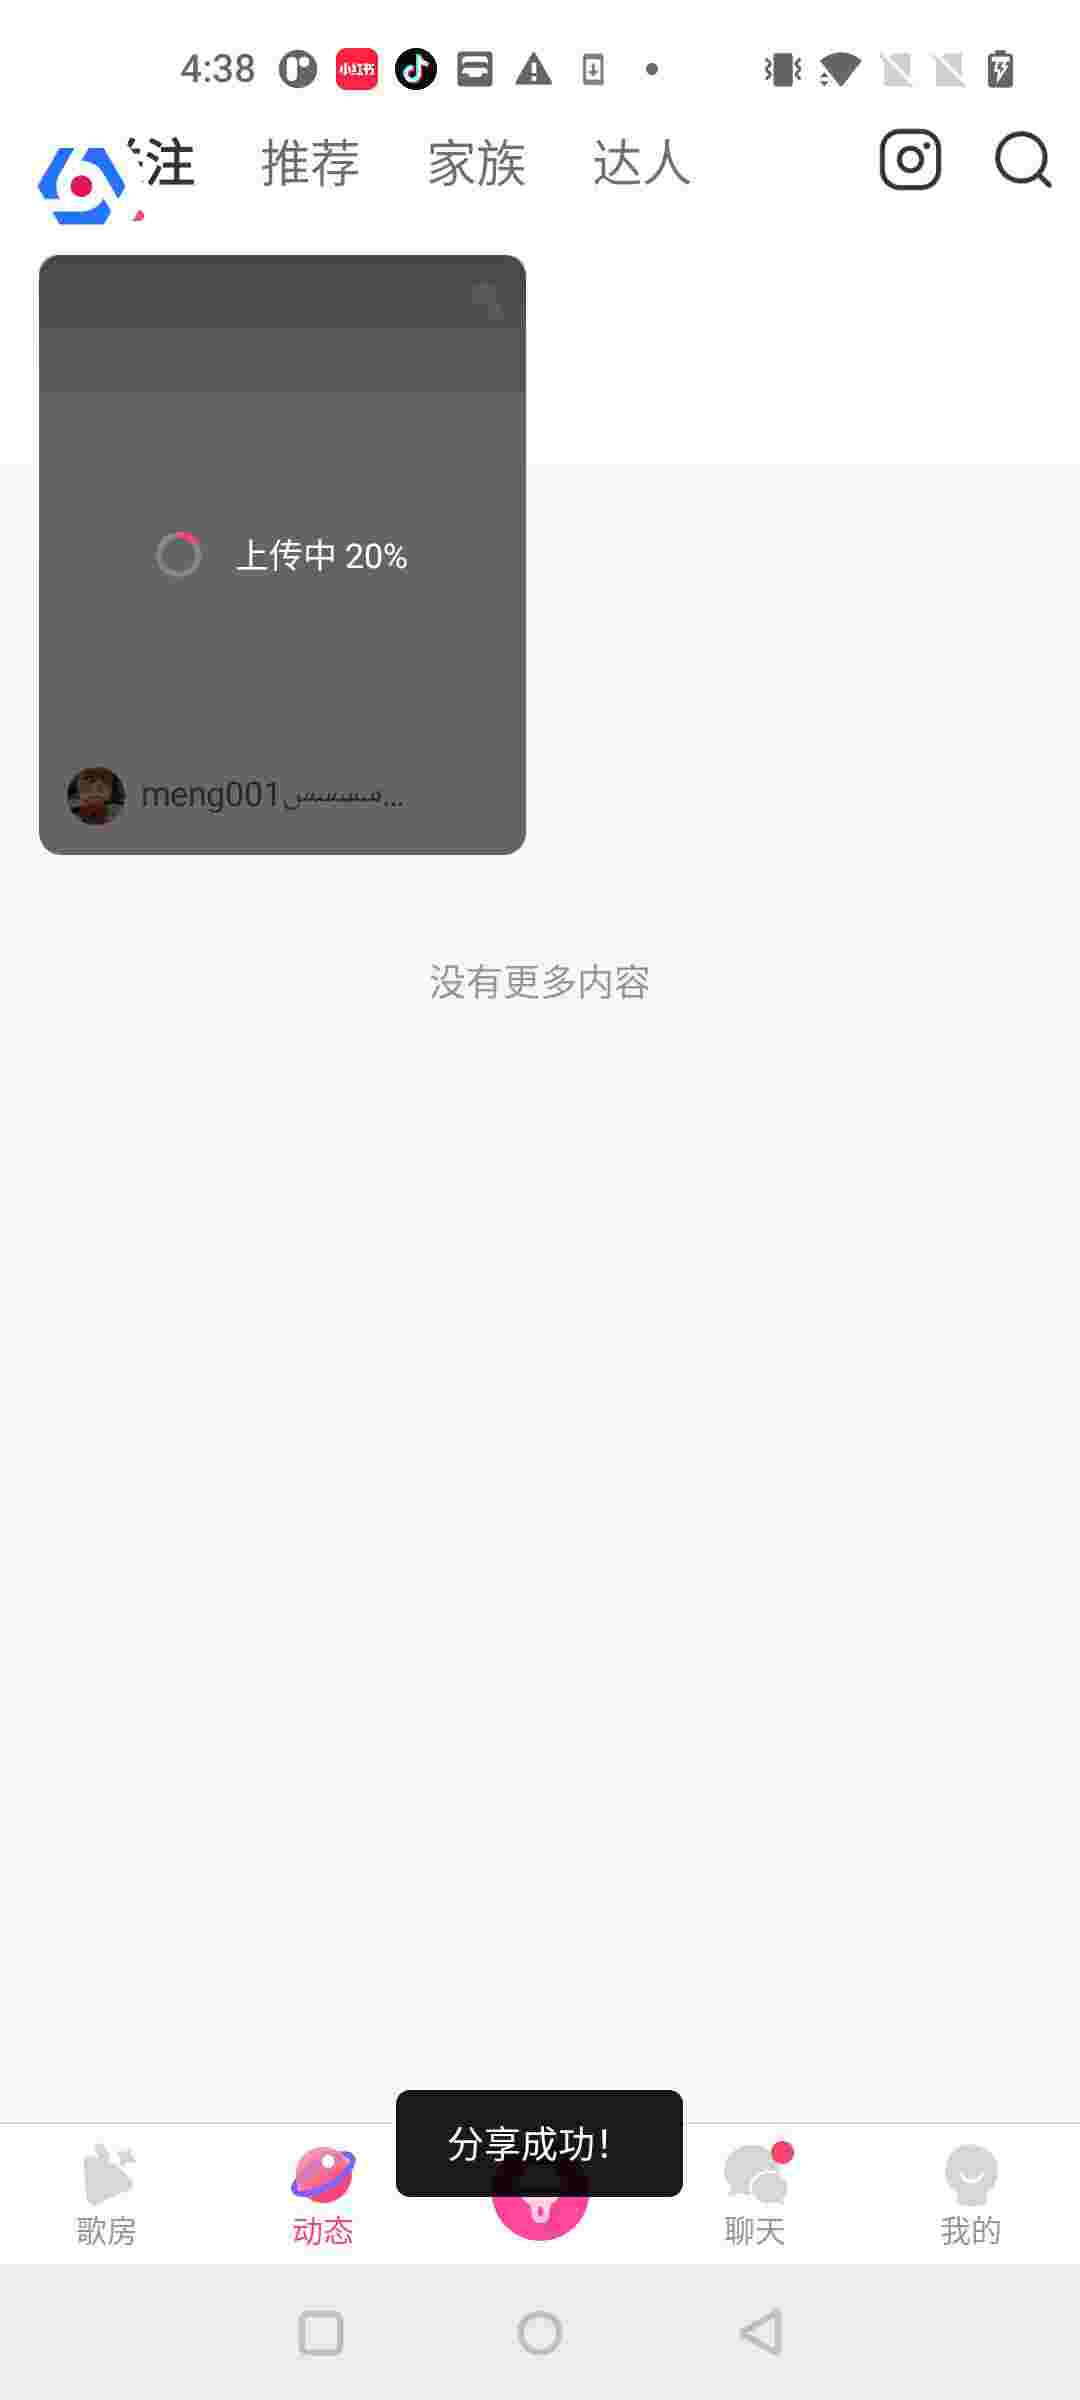 4:38
小红书
注 推荐 家族 达人
上传中 20%
meng001...
没有更多内容
分享成功！
歌房 动态 聊天 我的